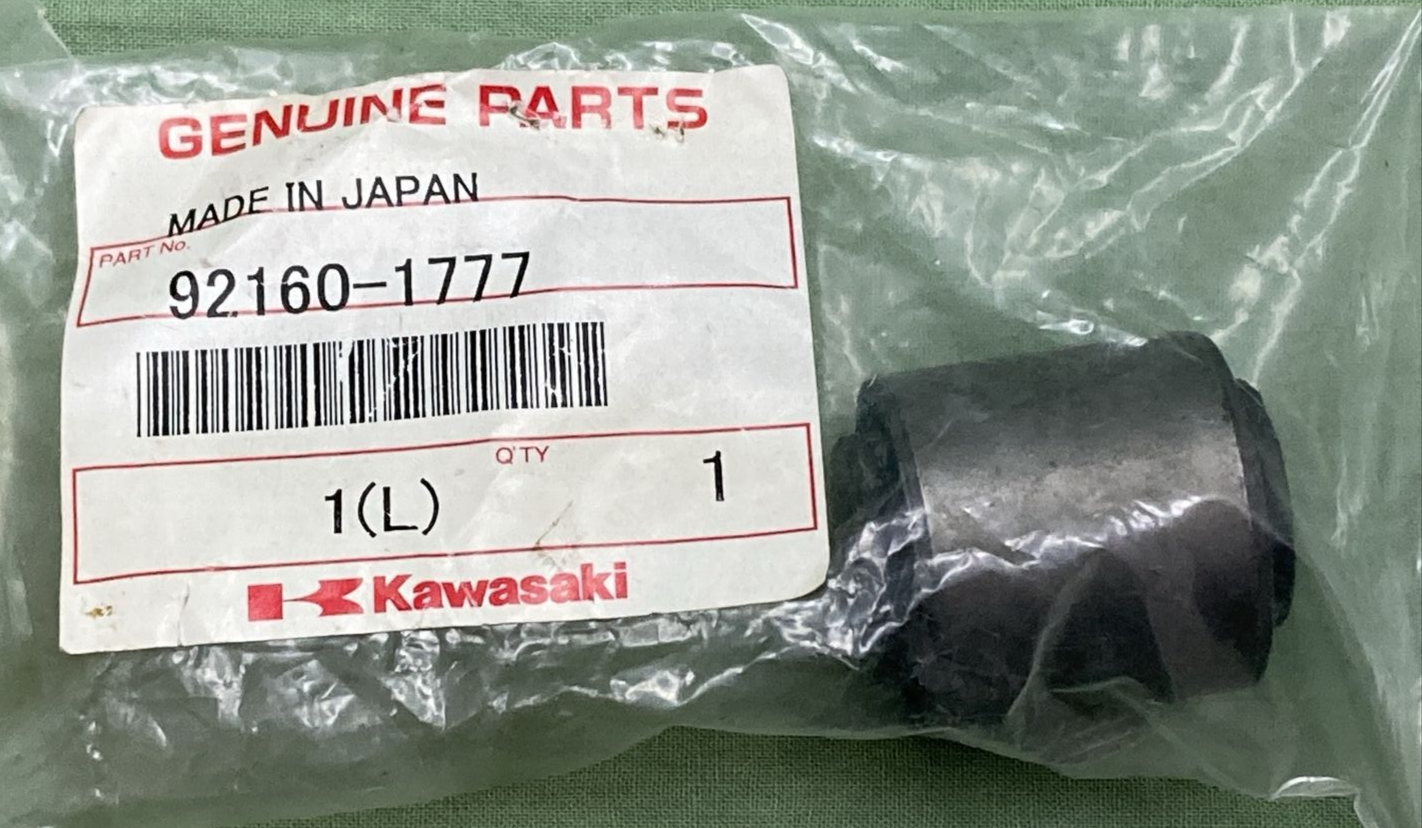 GENUINE PARTS
MADE IN JAPAN
PART No.
92160-1777
Q'TY
1(L) 1
Kawasaki